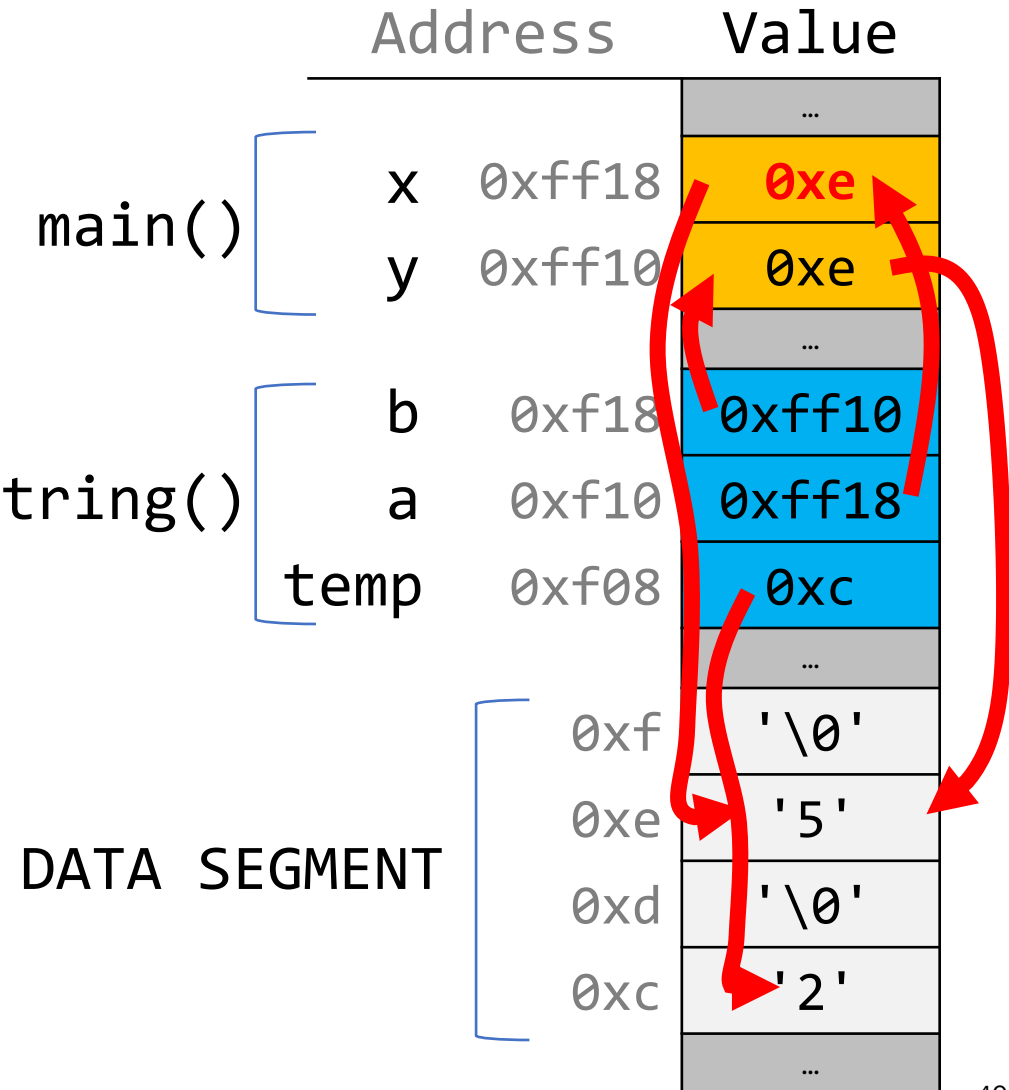 Address Value
…
x 0xff18 0xe
main()
y 0xff10 0xe
…
b 0xf18 0xff10
tring() a 0xf10 0xff18
temp 0xf08 0xc
…
0xf '\0'
0xe '5'
DATA SEGMENT
0xd '\0'
0xc '2'
…